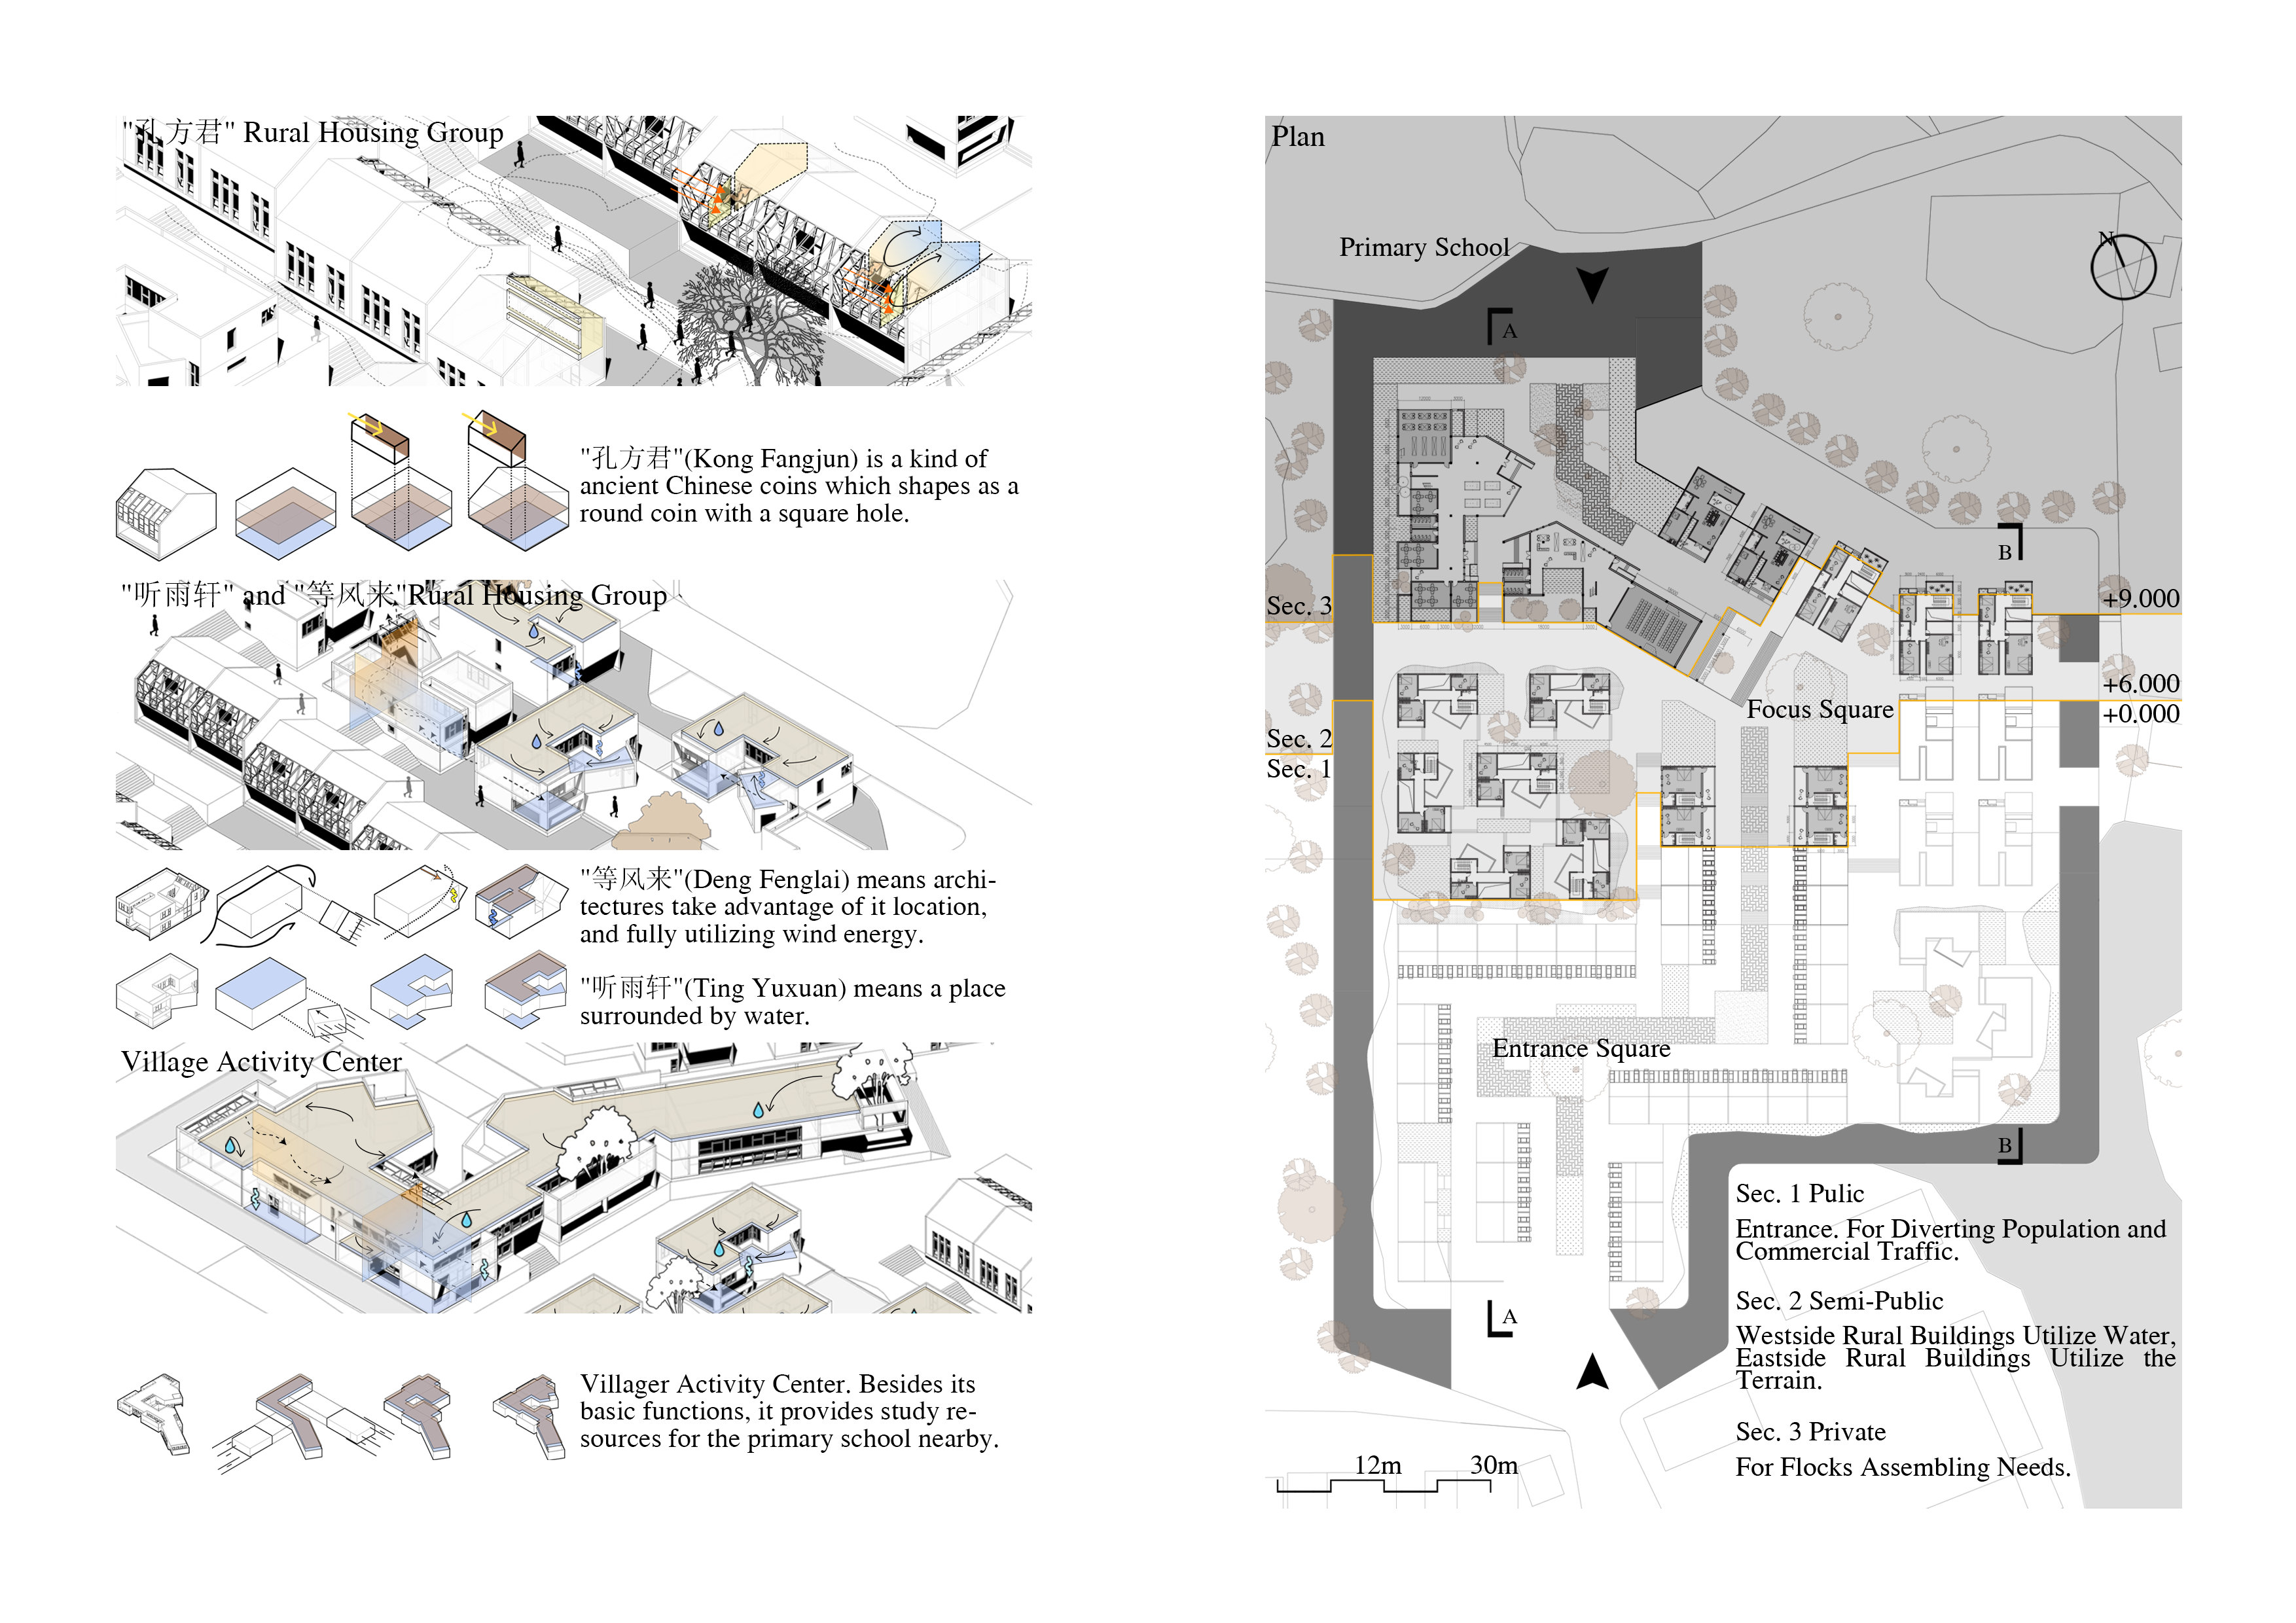 "孔方君" Rural Housing Group
"孔方君"(Kong Fangjun) is a kind of
ancient Chinese coins which shapes as a
round coin with a square hole.
"听雨轩" and "等风来"Rural Housing Group
"等风来"(Deng Fenglai) means archi-
tectures take advantage of it location,
and fully utilizing wind energy.
"听雨轩"(Ting Yuxuan) means a place
surrounded by water.
Village Activity Center
Villager Activity Center. Besides its
basic functions, it provides study re-
sources for the primary school nearby.
Plan
N
Primary School
A
B
Sec. 3
+9.000
+6.000
Focus Square
+0.000
Sec. 2
Sec. 1
Entrance Square
B
Sec. 1 Pulic
Entrance. For Diverting Population and
Commercial Traffic.
Sec. 2 Semi-Public
A
Westside Rural Buildings Utilize Water,
Eastside Rural Buildings Utilize the
Terrain.
Sec. 3 Private
For Flocks Assembling Needs.
12m
30m